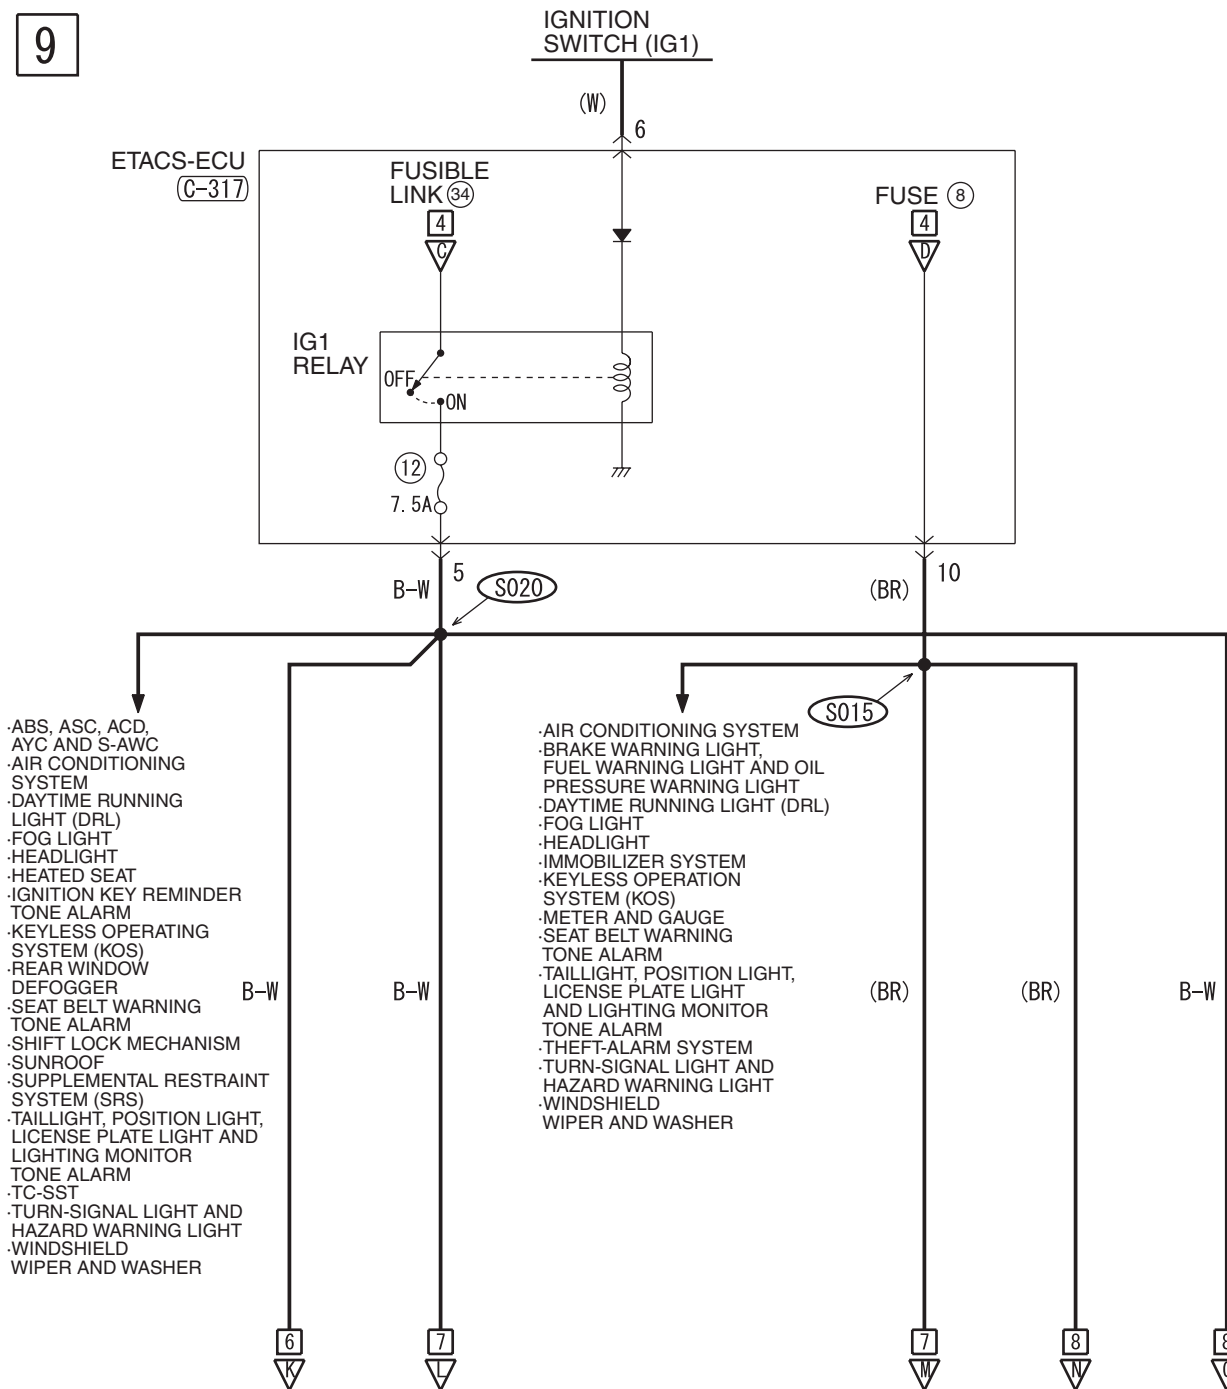 9
IGNITION
SWITCH (IG1)
(W)
6
ETACS-ECU
C-317
FUSIBLE
LINK 34
4
C
FUSE 8
4
D
IG1
RELAY
OFF
ON
12
7. 5A
5
B-W
S020
10
(BR)
S015
·ABS, ASC, ACD,
AYC AND S-AWC
·AIR CONDITIONING
SYSTEM
·DAYTIME RUNNING
LIGHT (DRL)
·FOG LIGHT
·HEADLIGHT
·HEATED SEAT
·IGNITION KEY REMINDER
TONE ALARM
·KEYLESS OPERATING
SYSTEM (KOS)
·REAR WINDOW
DEFOGGER
·SEAT BELT WARNING
TONE ALARM
·SHIFT LOCK MECHANISM
·SUNROOF
·SUPPLEMENTAL RESTRAINT
SYSTEM (SRS)
·TAILLIGHT, POSITION LIGHT,
LICENSE PLATE LIGHT AND
LIGHTING MONITOR
TONE ALARM
·TC-SST
·TURN-SIGNAL LIGHT AND
HAZARD WARNING LIGHT
·WINDSHIELD
WIPER AND WASHER
B-W
B-W
·AIR CONDITIONING SYSTEM
·BRAKE WARNING LIGHT,
FUEL WARNING LIGHT AND OIL
PRESSURE WARNING LIGHT
·DAYTIME RUNNING LIGHT (DRL)
·FOG LIGHT
·HEADLIGHT
·IMMOBILIZER SYSTEM
·KEYLESS OPERATION
SYSTEM (KOS)
·METER AND GAUGE
·SEAT BELT WARNING
TONE ALARM
·TAILLIGHT, POSITION LIGHT,
LICENSE PLATE LIGHT
AND LIGHTING MONITOR
TONE ALARM
·THEFT-ALARM SYSTEM
·TURN-SIGNAL LIGHT AND
HAZARD WARNING LIGHT
·WINDSHIELD
WIPER AND WASHER
(BR)
(BR)
B-W
6
K
7
L
7
M
8
N
8